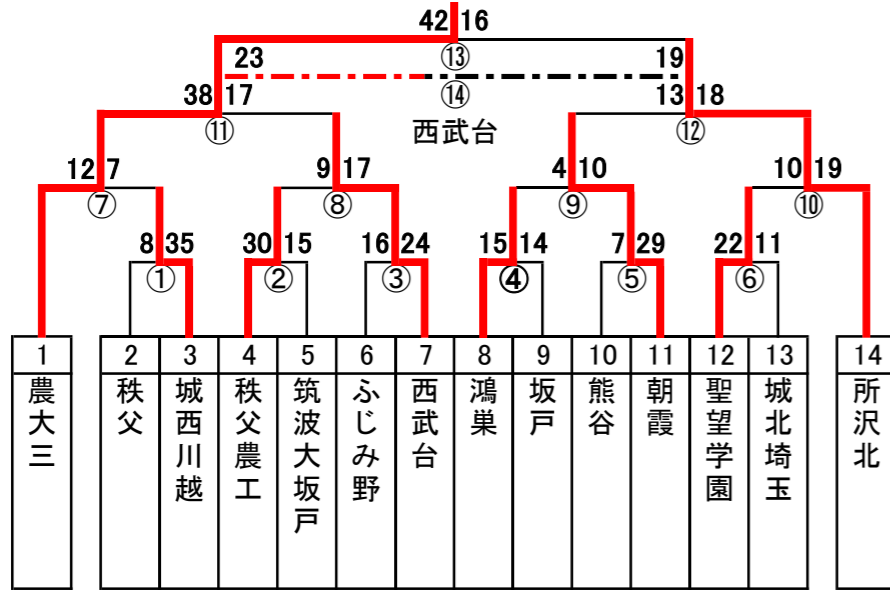 42 16
⑬
23 19
⑭
38 17 13 18
⑪ 西武台 ⑫
12 7 9 17 4 10 10 19
⑦ ⑧ ⑨ ⑩
8 35 30 15 16 24 15 14 7 29 22 11
① ② ③ ④ ⑤ ⑥
1 2 3 4 5 6 7 8 9 10 11 12 13 14
農大三
秩父
城西川越
秩父農工
筑波大坂戸
ふじみ野
西武台
鴻巣
坂戸
熊谷
朝霞
聖望学園
城北埼玉
所沢北